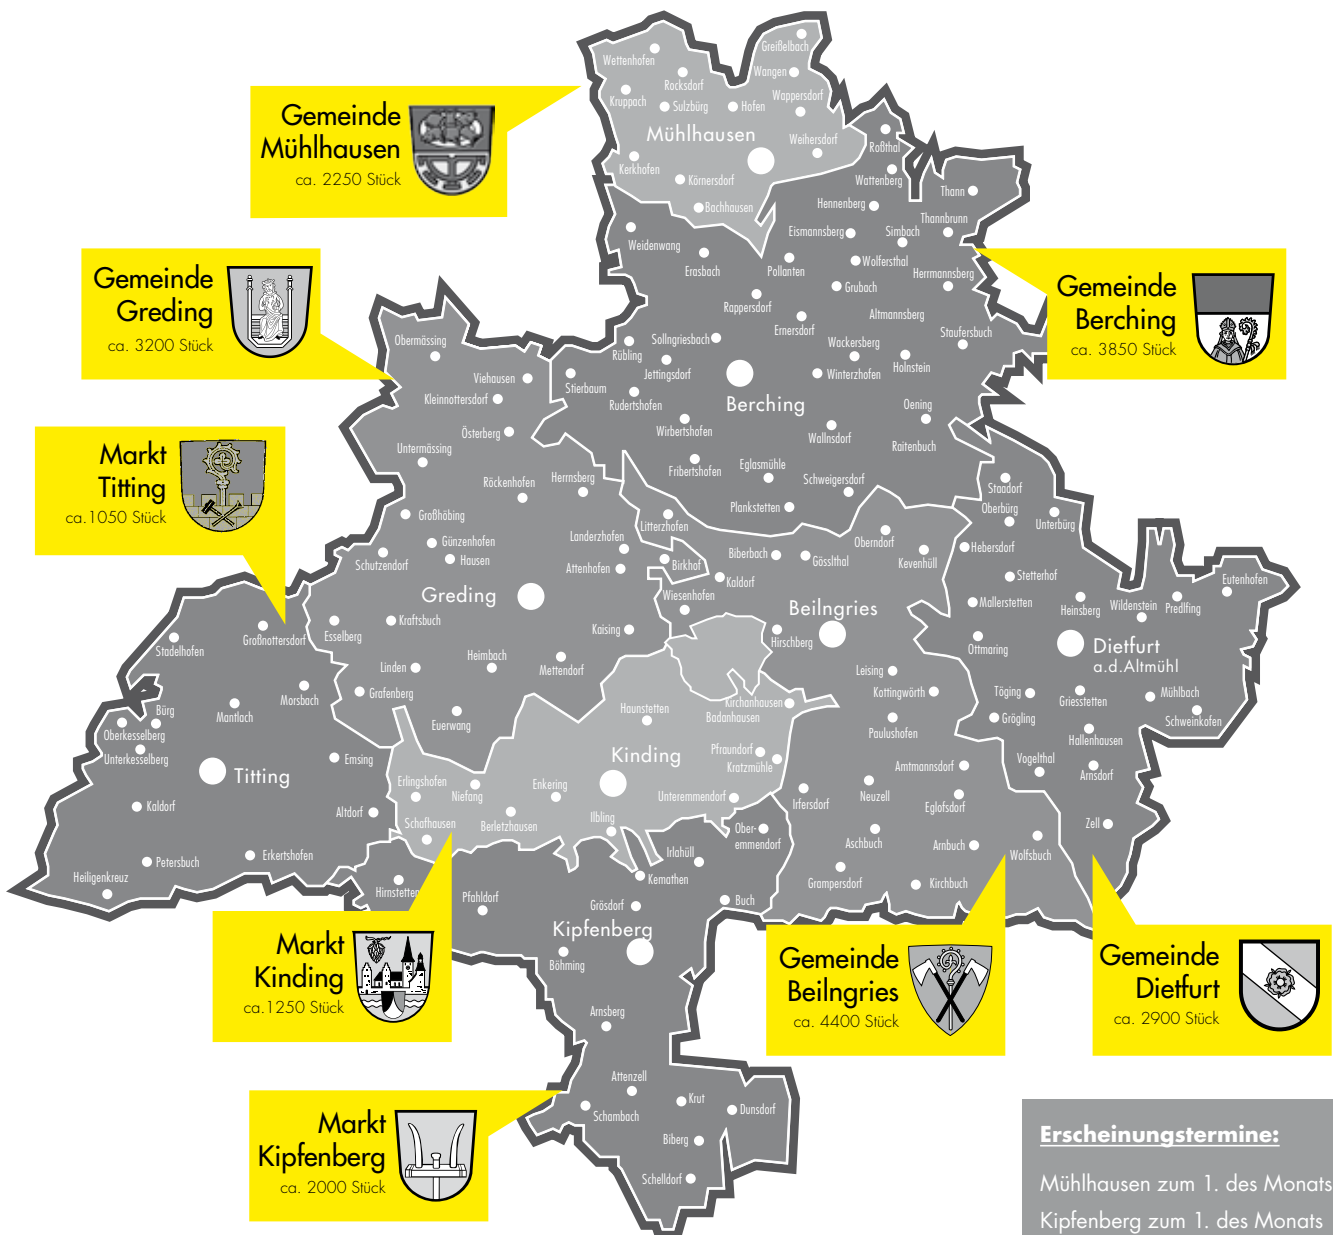 Gemeinde
Mühlhausen
ca. 2250 Stück
Gemeinde
Greding
ca. 3200 Stück
Markt
Titting
ca.1050 Stück
Gemeinde
Berching
ca. 3850 Stück
Markt
Kinding
ca.1250 Stück
Markt
Kipfenberg
ca. 2000 Stück
Gemeinde
Beilngries
ca. 4400 Stück
Gemeinde
Dietfurt
ca. 2900 Stück
Wettenhofen
Greißelbach
Rocksdorf
Wangen
Kruppach
Sulzbürg
Hofen
Wappersdorf
Mühlhausen
Weihersdorf
Kerkhofen
Körnersdorf
Bachhausen
Roßthal
Wattenberg
Thann
Hennenberg
Thannbrunn
Weidenwang
Eismannsberg
Simbach
Erasbach
Pollanten
Wolfersthal
Herrmannsberg
Grubach
Rappersdorf
Altmannsberg
Ernersdorf
Staufersbuch
Sollngriesbach
Rübling
Wackersberg
Holnstein
Jettingsdorf
Winterzhofen
Stierbaum
Rudertshofen
Berching
Oening
Wirbertshofen
Wallnsdorf
Raitenbuch
Fribertshofen
Eglasmühle
Schweigersdorf
Plankstetten
Obermässing
Viehausen
Kleinnottersdorf
Österberg
Untermässing
Röckenhofen
Herrnsberg
Großhöbing
Günzenhofen
Hausen
Schutzendorf
Landerzhofen
Attenhofen
Greding
Kraftsbuch
Esselberg
Kaising
Linden
Heimbach
Mettendorf
Grafenberg
Euerwang
Litterzhofen
Birkhof
Biberbach
Gösslthal
Oberndorf
Kevenhüll
Kaldorf
Wiesenhofen
Beilngries
Hirschberg
Leising
Kottingwörth
Paulushofen
Amtmannsdorf
Neuzell
Irfersdorf
Eglofsdorf
Aschbuch
Arnbuch
Wolfsbuch
Grampersdorf
Kirchbuch
Staadorf
Oberbürg
Unterbürg
Hebersdorf
Stetterhof
Eutenhofen
Mallerstetten
Heinsberg
Wildenstein
Predlfing
Ottmaring
Dietfurt
a.d.Altmühl
Töging
Griesstetten
Mühlbach
Schweinkofen
Grögling
Hallenhausen
Vogelthal
Arnsdorf
Zell
Großnottersdorf
Stadelhofen
Morsbach
Mantlach
Bürg
Oberkesselberg
Unterkesselberg
Titting
Emsing
Kaldorf
Altdorf
Petersbuch
Erkertshofen
Heiligenkreuz
Haunstetten
Kirchanhausen
Badanhausen
Kinding
Pfraundorf
Kratzmühle
Erlingshofen
Niefang
Enkering
Unteremmendorf
Schafhausen
Berletzhausen
Ilbling
Ober-
emmendorf
Irlahüll
Kemathen
Hirnstetten
Pfahldorf
Grösdorf
Buch
Kipfenberg
Böhming
Arnsberg
Attenzell
Schambach
Krut
Dunsdorf
Biberg
Schelldorf
Erscheinungstermine:
Mühlhausen zum 1. des Monats
Kipfenberg zum 1. des Monats